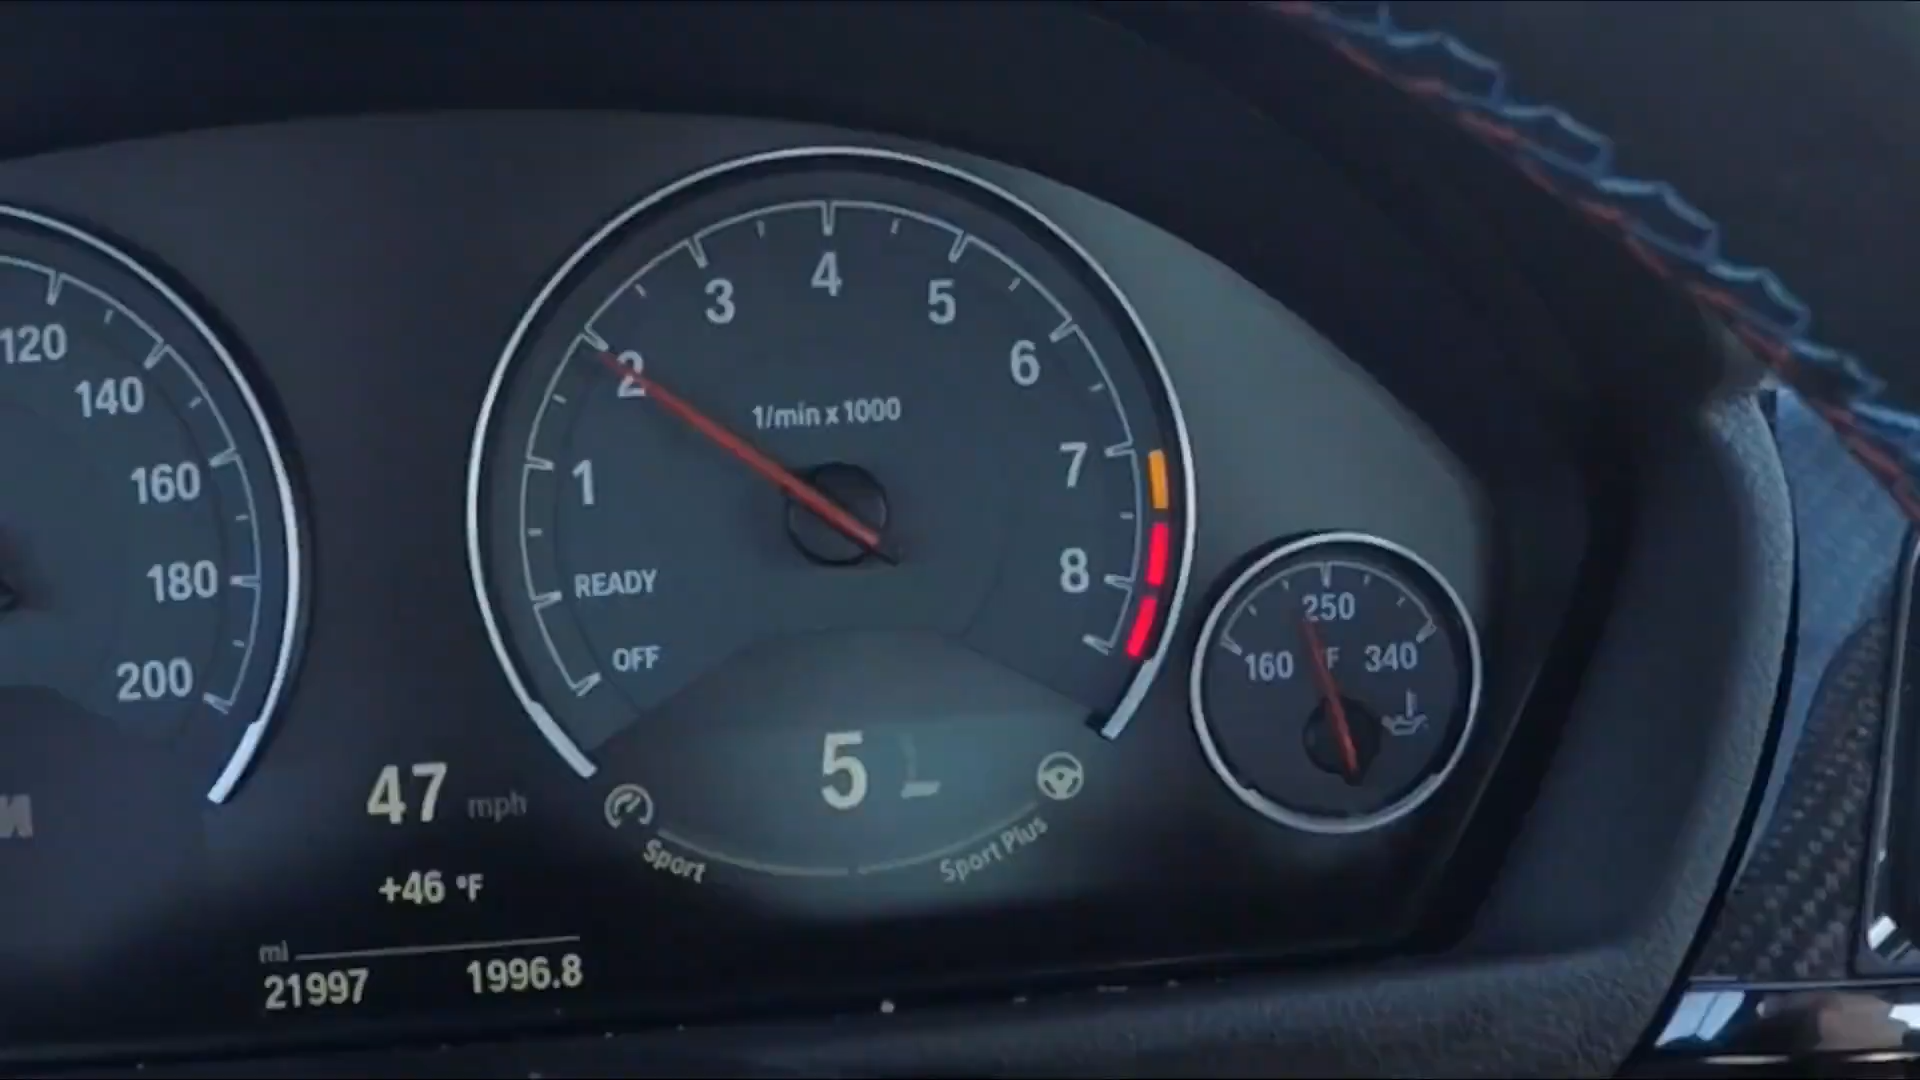 120
140
160
180
200
M
OFF
READY
1
2
3
4
5
6
7
8
1/min x 1000
5
Sport
Sport Plus
47 mph
+46 °F
mi
21997 1996.8
160
250
340
°F